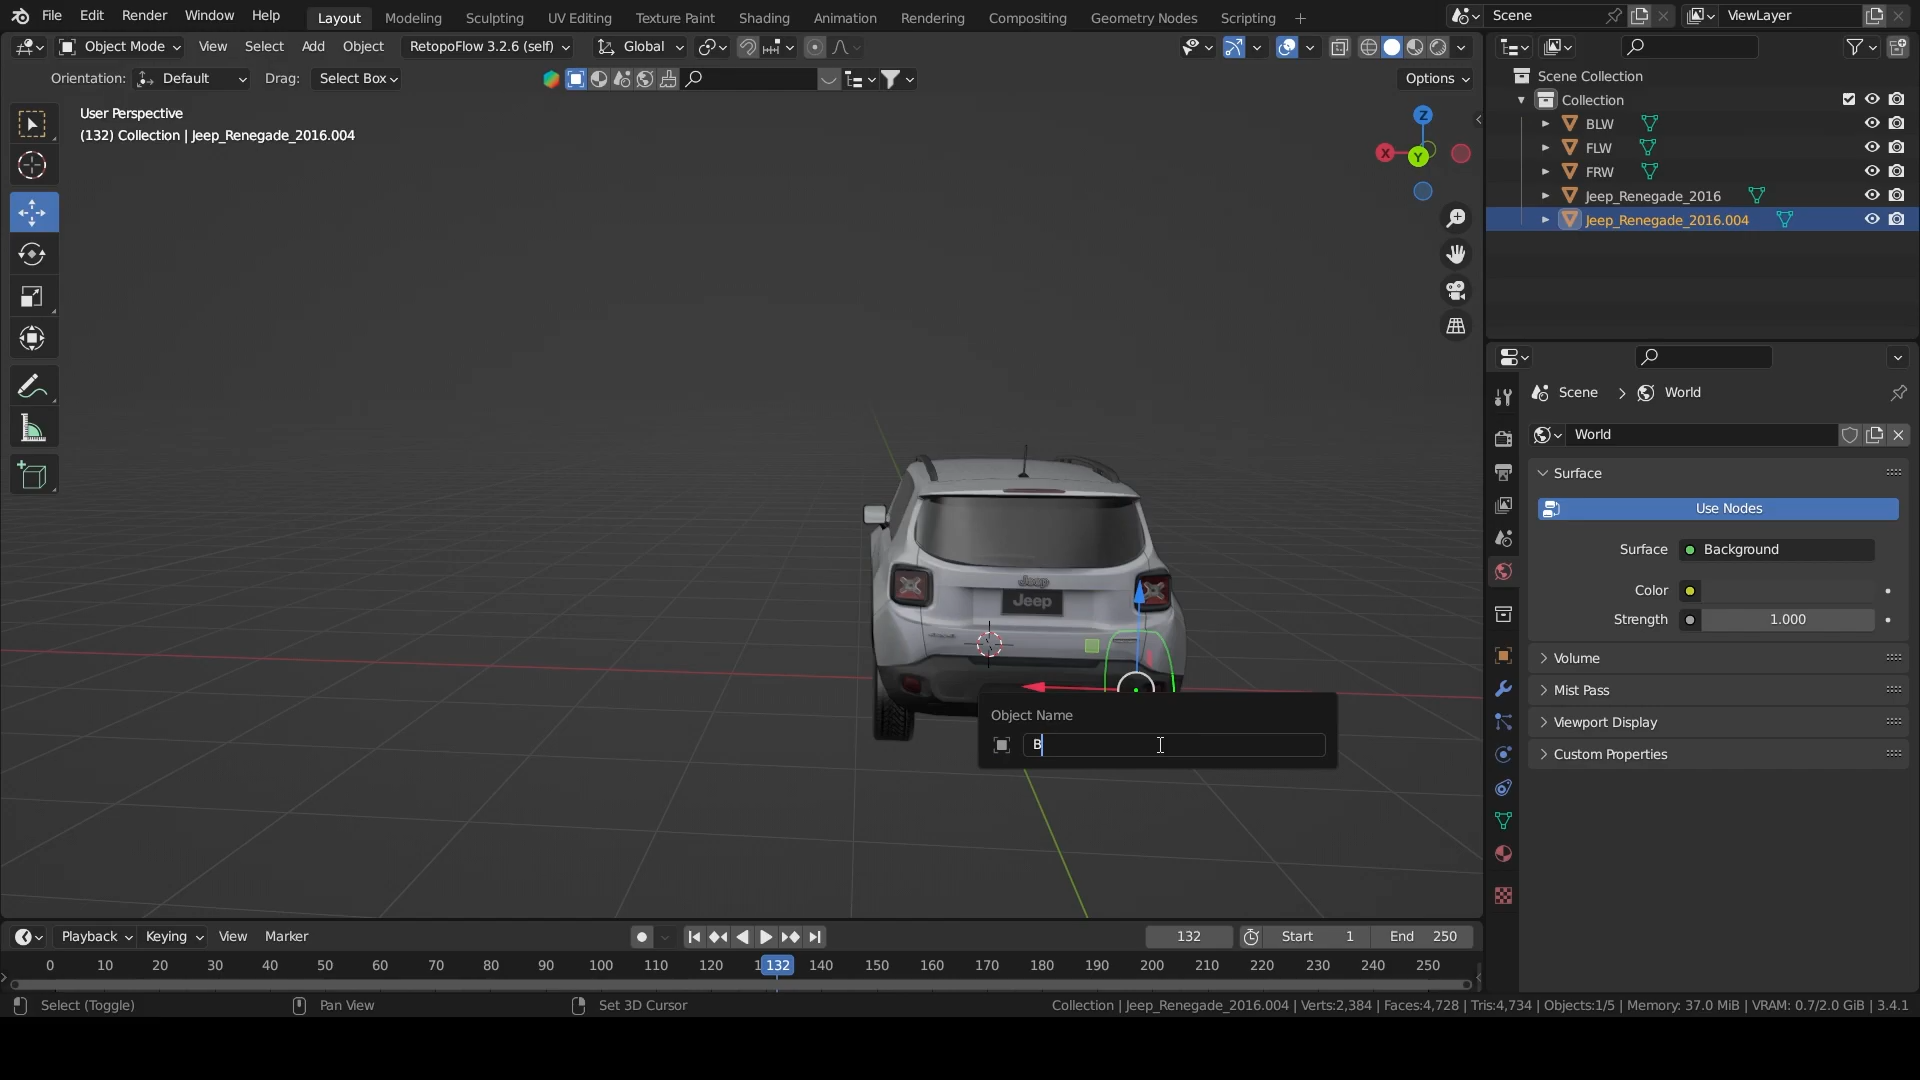 File Edit Render Window Help Layout Modeling Sculpting UV Editing Texture Paint Shading Animation Rendering Compositing Geometry Nodes Scripting + Scene ViewLayer
Object Mode View Select Add Object RetopoFlow 3.2.6 (self) Global
Orientation: Default Drag: Select Box Options
User Perspective
(132) Collection | Jeep_Renegade_2016.004
Z
X
Y
Jeep
Jeep
Object Name
B
Scene Collection
Collection
BLW
FLW
FRW
Jeep_Renegade_2016
Jeep_Renegade_2016.004
Scene > World
World
Surface
Use Nodes
Surface Background
Color
Strength 1.000
Volume
Mist Pass
Viewport Display
Custom Properties
Playback Keying View Marker 132 Start 1 End 250
0 10 20 30 40 50 60 70 80 90 100 110 120 132 140 150 160 170 180 190 200 210 220 230 240 250
Select (Toggle) Pan View Set 3D Cursor Collection | Jeep_Renegade_2016.004 | Verts:2,384 | Faces:4,728 | Tris:4,734 | Objects:1/5 | Memory: 37.0 MiB | VRAM: 0.7/2.0 GiB | 3.4.1